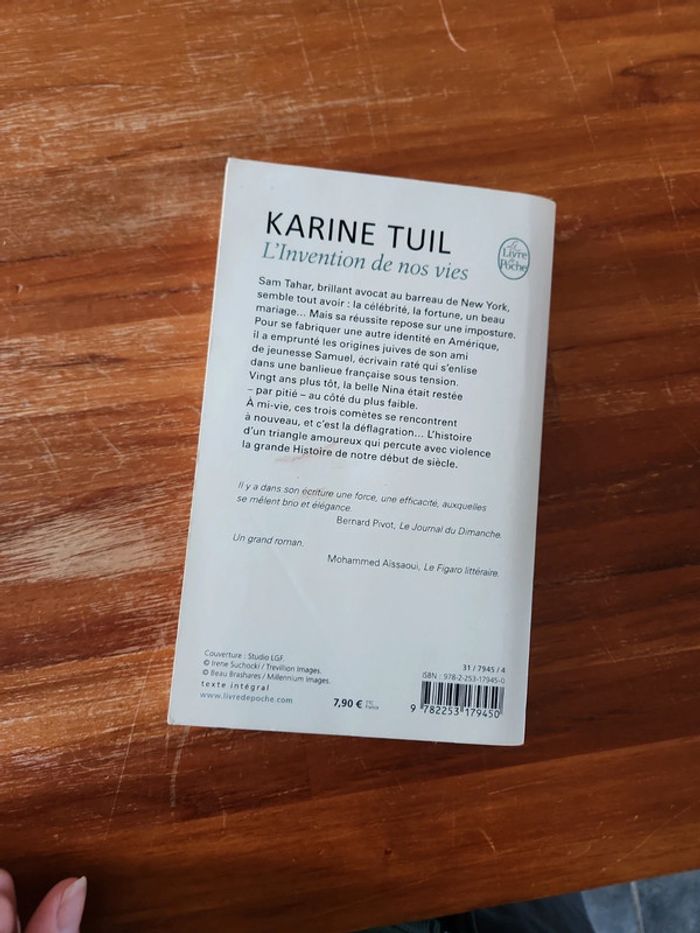 KARINE TUIL
L'Invention de nos vies
Le
Livre
de
Poche
Sam Tahar, brillant avocat au barreau de New York,
semble tout avoir : la célébrité, la fortune, un beau
mariage... Mais sa réussite repose sur une imposture.
Pour se fabriquer une autre identité en Amérique,
il a emprunté les origines juives de son ami
de jeunesse Samuel, écrivain raté qui s'enlise
dans une banlieue française sous tension.
Vingt ans plus tôt, la belle Nina était restée
– par pitié – au côté du plus faible.
À mi-vie, ces trois comètes se rencontrent
à nouveau, et c'est la déflagration... L'histoire
d'un triangle amoureux qui percute avec violence
la grande Histoire de notre début de siècle.
Il y a dans son écriture une force, une efficacité, auxquelles
se mêlent brio et élégance.
Bernard Pivot, Le Journal du Dimanche.
Un grand roman.
Mohammed Aïssaoui, Le Figaro littéraire.
Couverture : Studio LGF.
© Irene Suchocki / Trevillion Images.
© Beau Brashares / Millennium Images.
texte intégral
www.livredepoche.com
7,90 € TTC
France
31 / 7945 / 4
ISBN : 978-2-253-17945-0
9 782253 179450